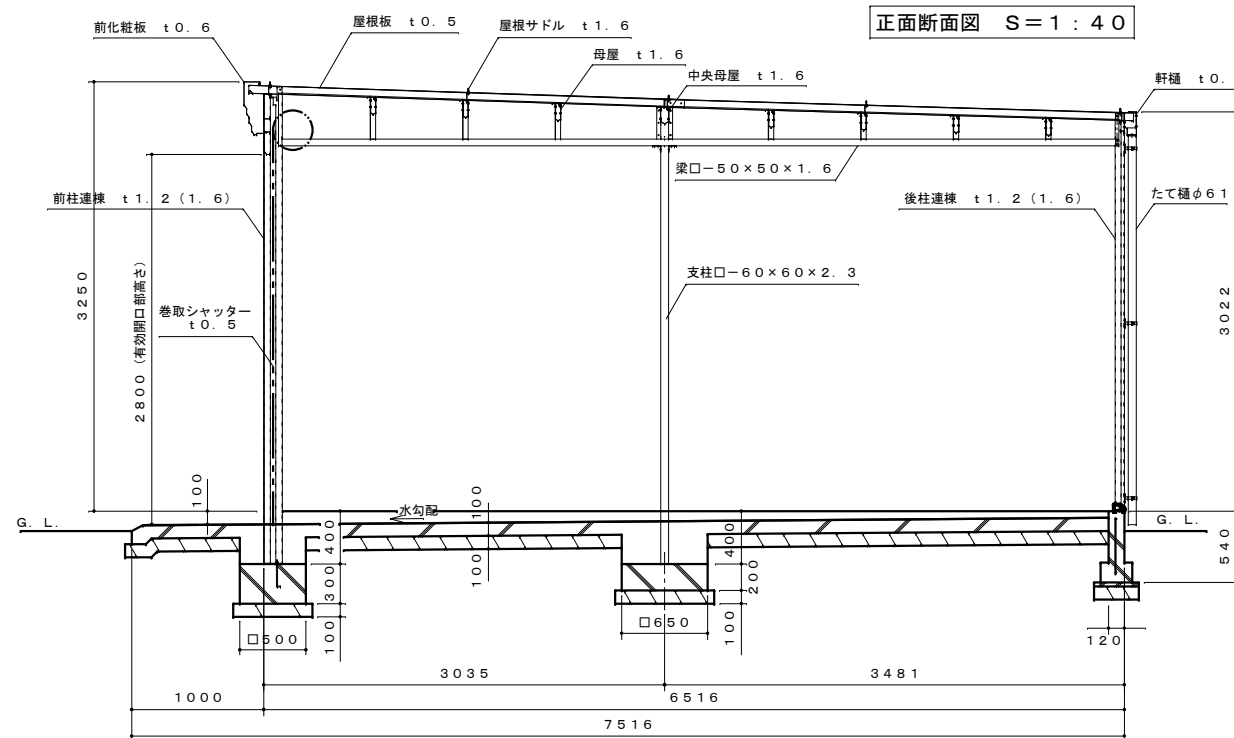 正面断面図 S=1:40
前化粧板 t0.6
屋根板 t0.5
屋根サドル t1.6
母屋 t1.6
中央母屋 t1.6
軒樋 t0.
梁口-50×50×1.6
前柱連棟 t1.2(1.6)
後柱連棟 t1.2(1.6)
たて樋φ61
3250
2800(有効開口部高さ)
巻取シャッター
t0.5
支柱口-60×60×2.3
3022
100
水勾配
100
G.L.
G.L.
400
100
400
540
300
200
100
100
□500
□650
120
3035
3481
1000
6516
7516